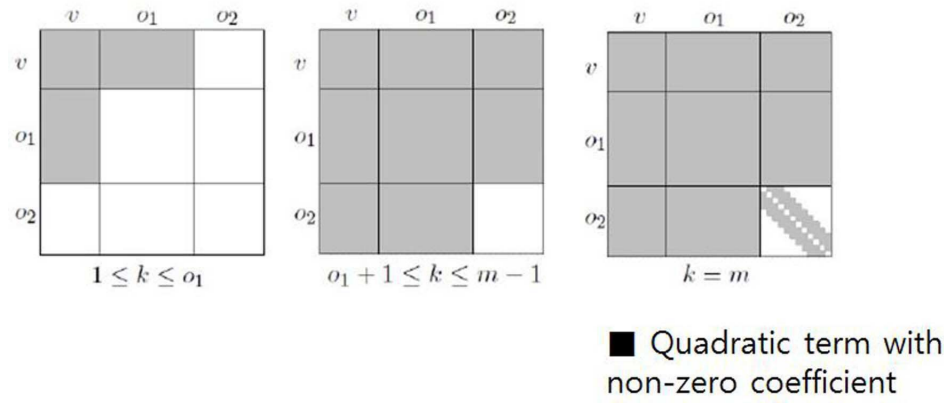 v o₁ o₂
v
o₁
o₂
1 ≤ k ≤ o₁
v o₁ o₂
v
o₁
o₂
o₁ + 1 ≤ k ≤ m − 1
v o₁ o₂
v
o₁
o₂
k = m
■ Quadratic term with
non-zero coefficient